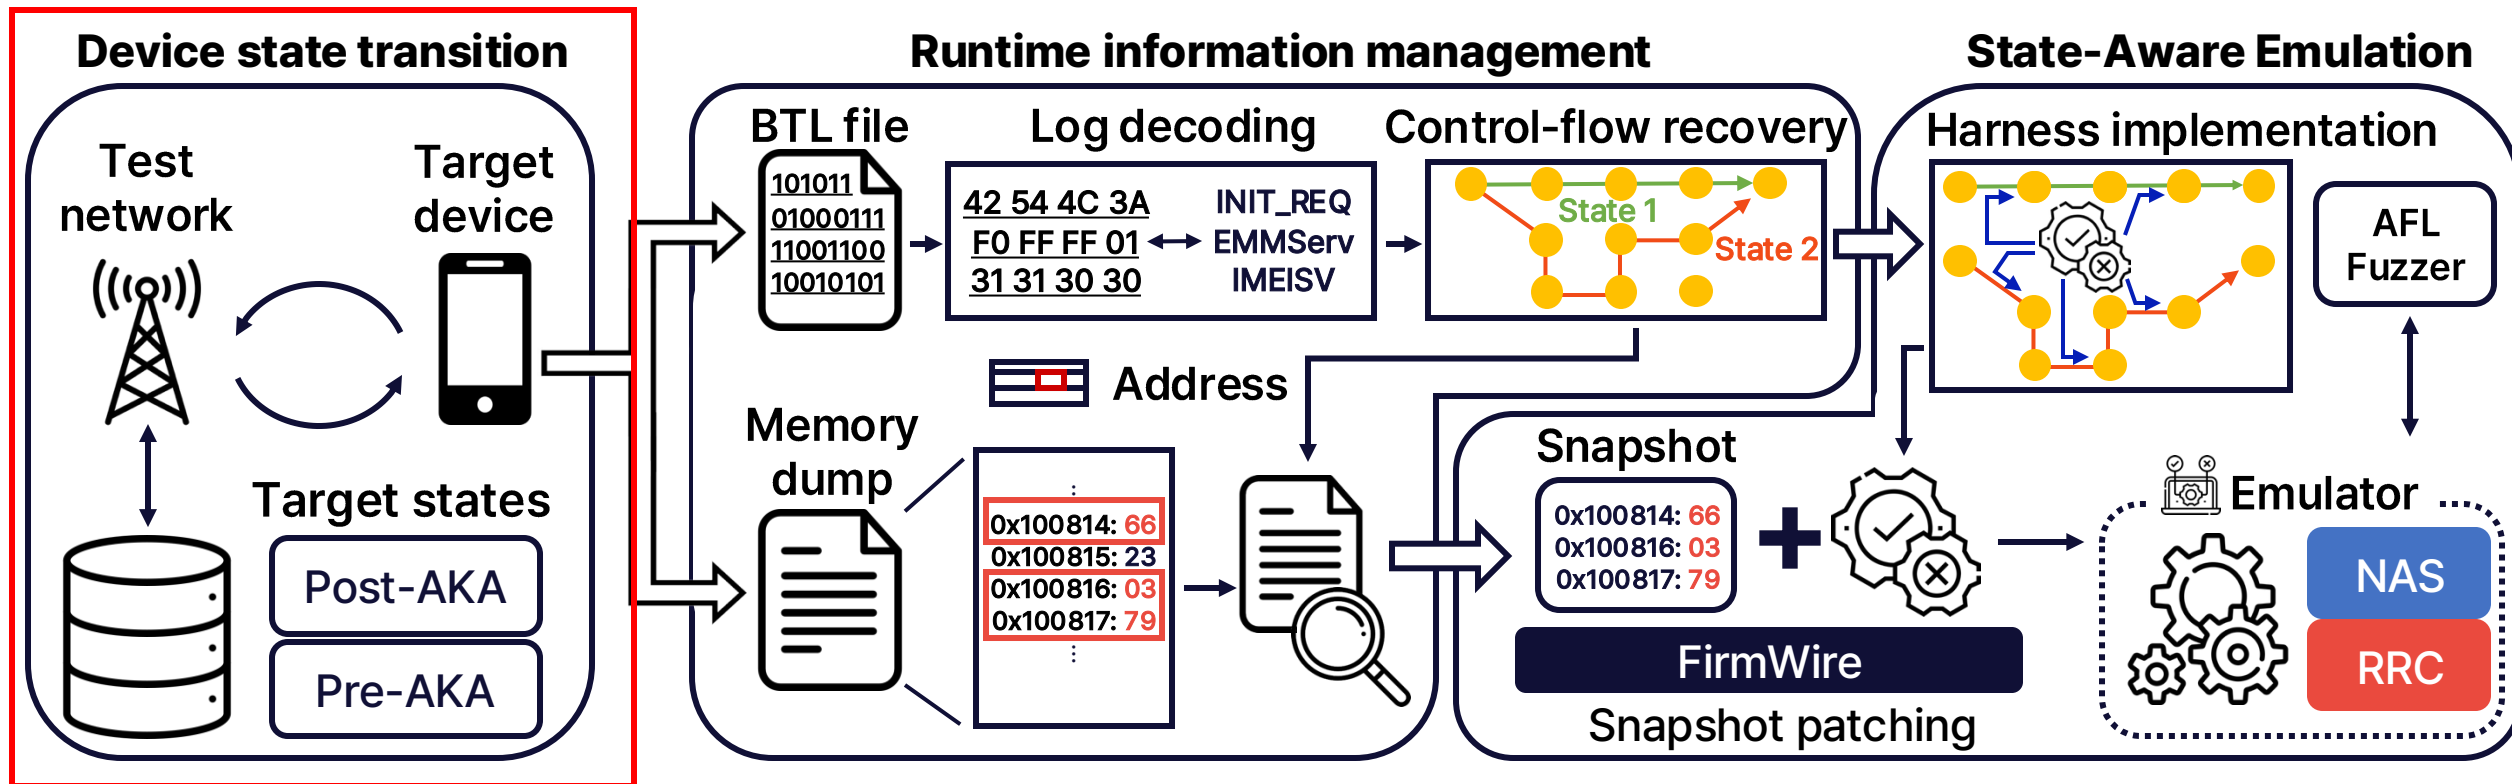 Device state transition
Test
network
Target
device
Target states
Post-AKA
Pre-AKA
Runtime information management
BTL file
101011
01000111
11001100
10010101
Log decoding
42 54 4C 3A
F0 FF FF 01
31 31 30 30
INIT_REQ
EMMServ
IMEISV
Control-flow recovery
State 1
State 2
Address
Memory
dump
0x100814: 66
0x100815: 23
0x100816: 03
0x100817: 79
State-Aware Emulation
Harness implementation
AFL
Fuzzer
Snapshot
0x100814: 66
0x100816: 03
0x100817: 79
FirmWire
Snapshot patching
Emulator
NAS
RRC